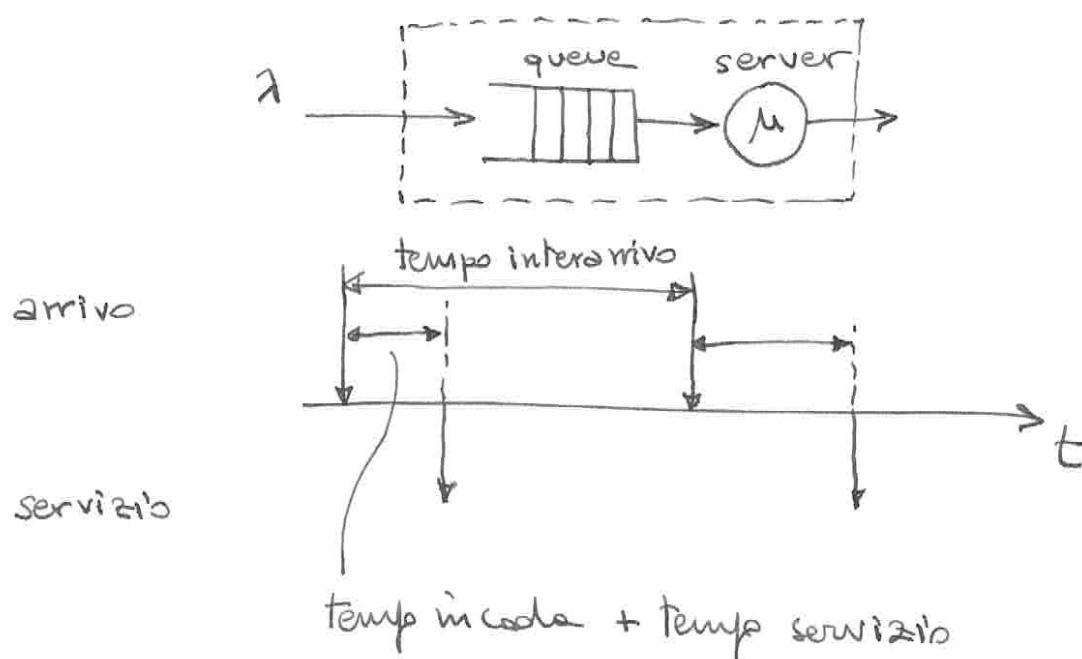 queue server
λ
μ
tempo interarrivo
arrivo
t
servizio
tempo in coda + tempo servizio